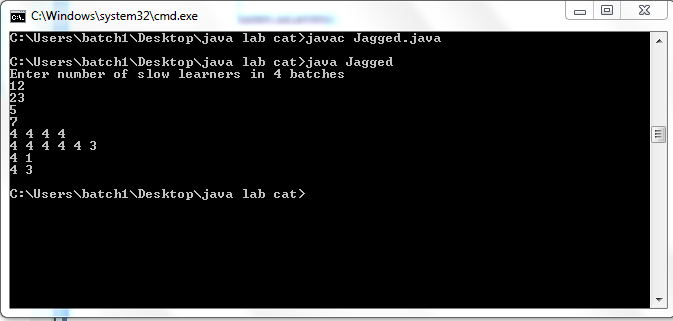 C:\Windows\system32\cmd.exe
C:\Users\batch1\Desktop\java lab cat>javac Jagged.java
C:\Users\batch1\Desktop\java lab cat>java Jagged
Enter number of slow learners in 4 batches
12
23
5
7
4 4 4 4
4 4 4 4 4 3
4 1
4 3
C:\Users\batch1\Desktop\java lab cat>